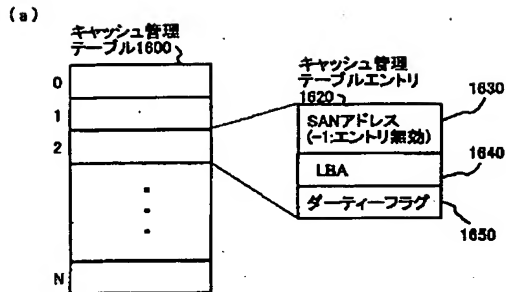 (a)
キャッシュ管理
テーブル1600
0
1
2
N
キャッシュ管理
テーブルエントリ
1620
SANアドレス
(-1:エントリ無効)
1630
LBA
1640
ダーティーフラグ
1650